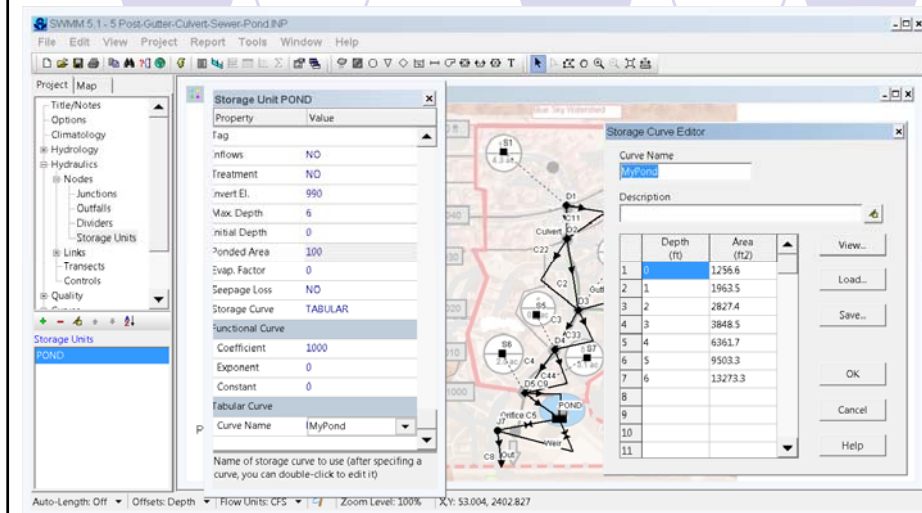 SWMM 5.1 - 5 Post-Gutter-Culvert-Sewer-Pond.INP
File Edit View Project Report Tools Window Help
Project Map
Title/Notes
Options
Climatology
Hydrology
Hydraulics
Nodes
Junctions
Outfalls
Dividers
Storage Units
Links
Transects
Controls
Quality
Storage Units
POND
Storage Unit POND
Property Value
Tag
Inflows NO
Treatment NO
Invert El. 990
Max. Depth 6
Initial Depth 0
Ponded Area 100
Evap. Factor 0
Seepage Loss NO
Storage Curve TABULAR
Functional Curve
Coefficient 1000
Exponent 0
Constant 0
Tabular Curve
Curve Name MyPond
Name of storage curve to use (after specifing a
curve, you can double-click to edit it)
S1
D1
C11
Culvert D2
C22
C2
D3
S5
C3
C33
D4
S6
S7
C4
C44
D5 C9
1000
POND
Orifice C5
J7
Weir
C8 Out
Storage Curve Editor
Curve Name
MyPond
Description
Depth Area
(ft) (ft2)
1 0 1256.6
2 1 1963.5
3 2 2827.4
4 3 3848.5
5 4 6361.7
6 5 9503.3
7 6 13273.3
8
9
10
11
View...
Load...
Save...
OK
Cancel
Help
Auto-Length: Off Offsets: Depth Flow Units: CFS Zoom Level: 100% X,Y: 53.004, 2402.827